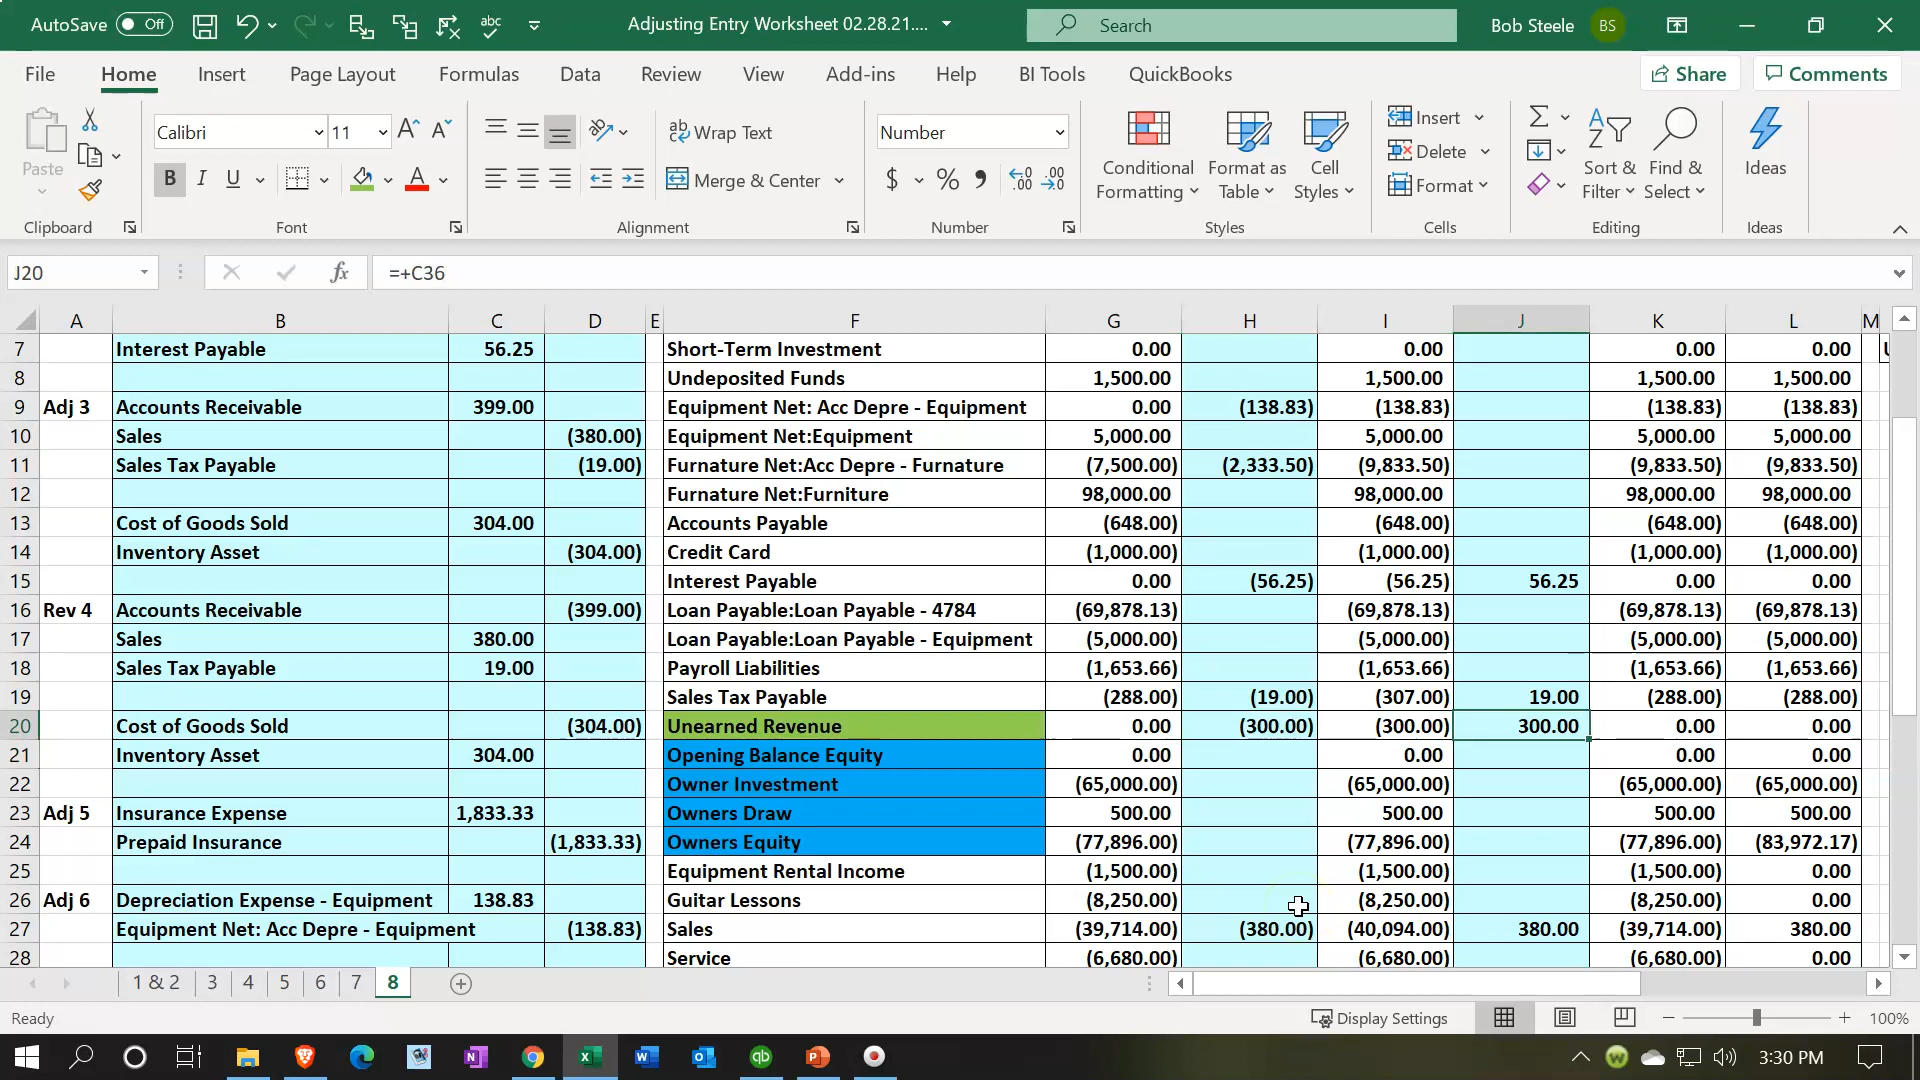 AutoSave Off abc Adjusting Entry Worksheet 02.28.21.... Search Bob Steele BS
File Home Insert Page Layout Formulas Data Review View Add-ins Help BI Tools QuickBooks Share Comments
Paste Calibri 11 A A ab Wrap Text Number Conditional Formatting Format as Table Cell Styles Insert Sort & Filter Find & Select Ideas
B I U A Merge & Center $ % 9 Delete
Format
Clipboard Font Alignment Number Styles Cells Editing Ideas
J20 fx =+C36
A B C D E F G H I J K L M
7 Interest Payable 56.25 Short-Term Investment 0.00 0.00 0.00 0.00
8 Undeposited Funds 1,500.00 1,500.00 1,500.00 1,500.00
9 Adj 3 Accounts Receivable 399.00 Equipment Net: Acc Depre - Equipment 0.00 (138.83) (138.83) (138.83) (138.83)
10 Sales (380.00) Equipment Net:Equipment 5,000.00 5,000.00 5,000.00 5,000.00
11 Sales Tax Payable (19.00) Furnature Net:Acc Depre - Furnature (7,500.00) (2,333.50) (9,833.50) (9,833.50) (9,833.50)
12 Furnature Net:Furniture 98,000.00 98,000.00 98,000.00 98,000.00
13 Cost of Goods Sold 304.00 Accounts Payable (648.00) (648.00) (648.00) (648.00)
14 Inventory Asset (304.00) Credit Card (1,000.00) (1,000.00) (1,000.00) (1,000.00)
15 Interest Payable 0.00 (56.25) (56.25) 56.25 0.00 0.00
16 Rev 4 Accounts Receivable (399.00) Loan Payable:Loan Payable - 4784 (69,878.13) (69,878.13) (69,878.13) (69,878.13)
17 Sales 380.00 Loan Payable:Loan Payable - Equipment (5,000.00) (5,000.00) (5,000.00) (5,000.00)
18 Sales Tax Payable 19.00 Payroll Liabilities (1,653.66) (1,653.66) (1,653.66) (1,653.66)
19 Sales Tax Payable (288.00) (19.00) (307.00) 19.00 (288.00) (288.00)
20 Cost of Goods Sold (304.00) Unearned Revenue 0.00 (300.00) (300.00) 300.00 0.00 0.00
21 Inventory Asset 304.00 Opening Balance Equity 0.00 0.00 0.00 0.00
22 Owner Investment (65,000.00) (65,000.00) (65,000.00) (65,000.00)
23 Adj 5 Insurance Expense 1,833.33 Owners Draw 500.00 500.00 500.00 500.00
24 Prepaid Insurance (1,833.33) Owners Equity (77,896.00) (77,896.00) (77,896.00) (83,972.17)
25 Equipment Rental Income (1,500.00) (1,500.00) (1,500.00) 0.00
26 Adj 6 Depreciation Expense - Equipment 138.83 Guitar Lessons (8,250.00) (8,250.00) (8,250.00) 0.00
27 Equipment Net: Acc Depre - Equipment (138.83) Sales (39,714.00) (380.00) (40,094.00) 380.00 (39,714.00) 380.00
28 Service (6,680.00) (6,680.00) (6,680.00) 0.00
1 & 2 3 4 5 6 7 8
Ready Display Settings 100%
3:30 PM